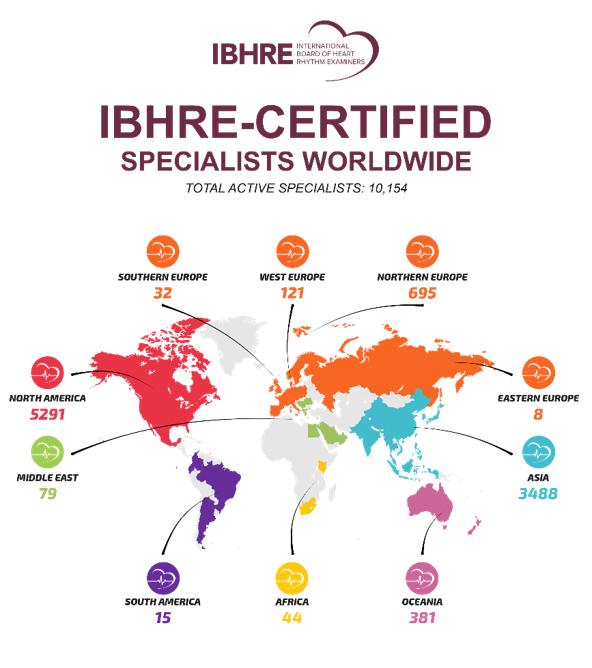 IBHRE
INTERNATIONAL
BOARD OF HEART
RHYTHM EXAMINERS
IBHRE-CERTIFIED
SPECIALISTS WORLDWIDE
TOTAL ACTIVE SPECIALISTS: 10,154
SOUTHERN EUROPE
32
WEST EUROPE
121
NORTHERN EUROPE
695
NORTH AMERICA
5291
EASTERN EUROPE
8
MIDDLE EAST
79
ASIA
3488
SOUTH AMERICA
15
AFRICA
44
OCEANIA
381